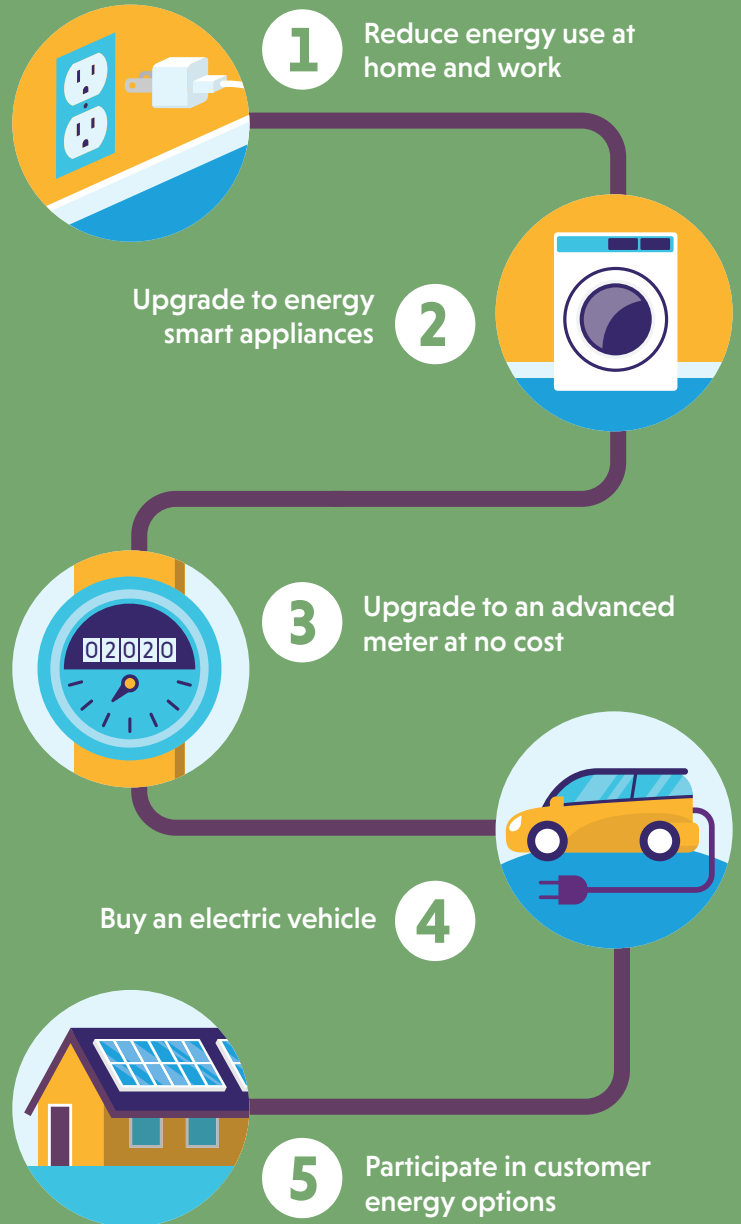 1
Reduce energy use at
home and work
Upgrade to energy
smart appliances
2
02020
3
Upgrade to an advanced
meter at no cost
Buy an electric vehicle
4
5
Participate in customer
energy options